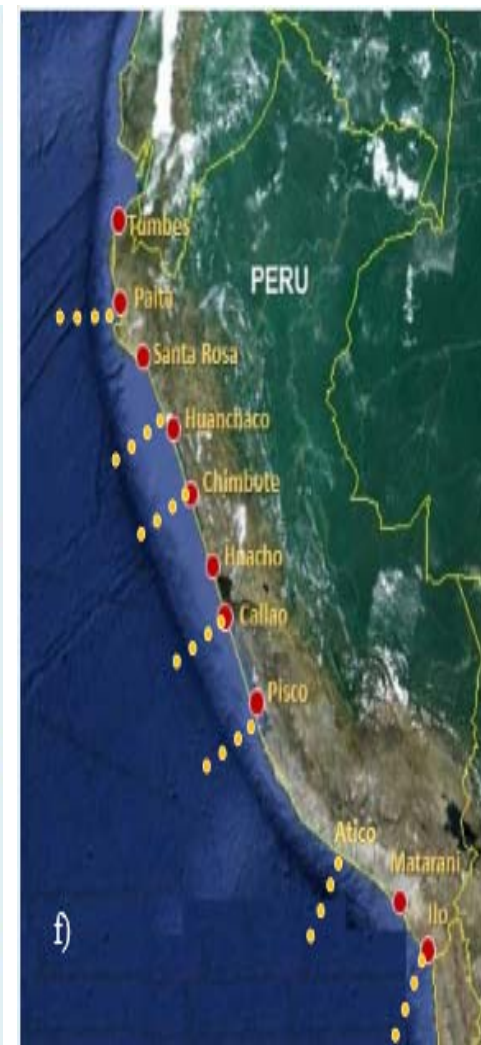 Tumbes
PERU
Paita
Santa Rosa
Huanchaco
Chimbote
Huacho
Callao
Pisco
Atico
Matarani
Ilo
f)